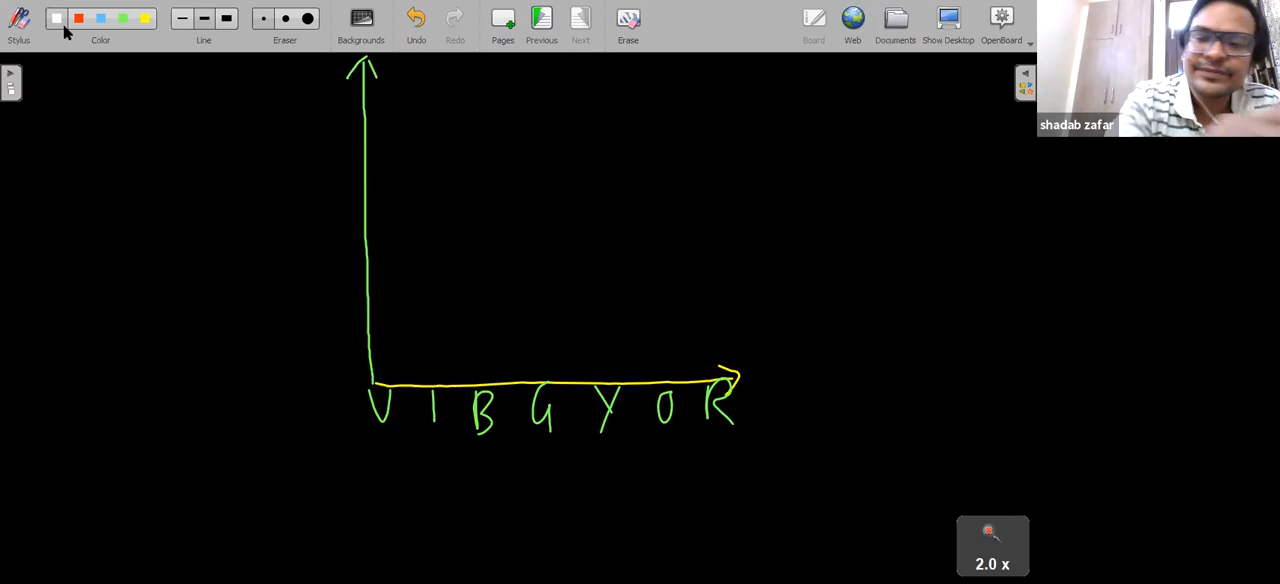 Stylus Color Line Eraser Backgrounds Undo Redo Pages Previous Next Erase Board Web Documents Show Desktop OpenBoard
shadab zafar
V I B G Y O R
2.0 x